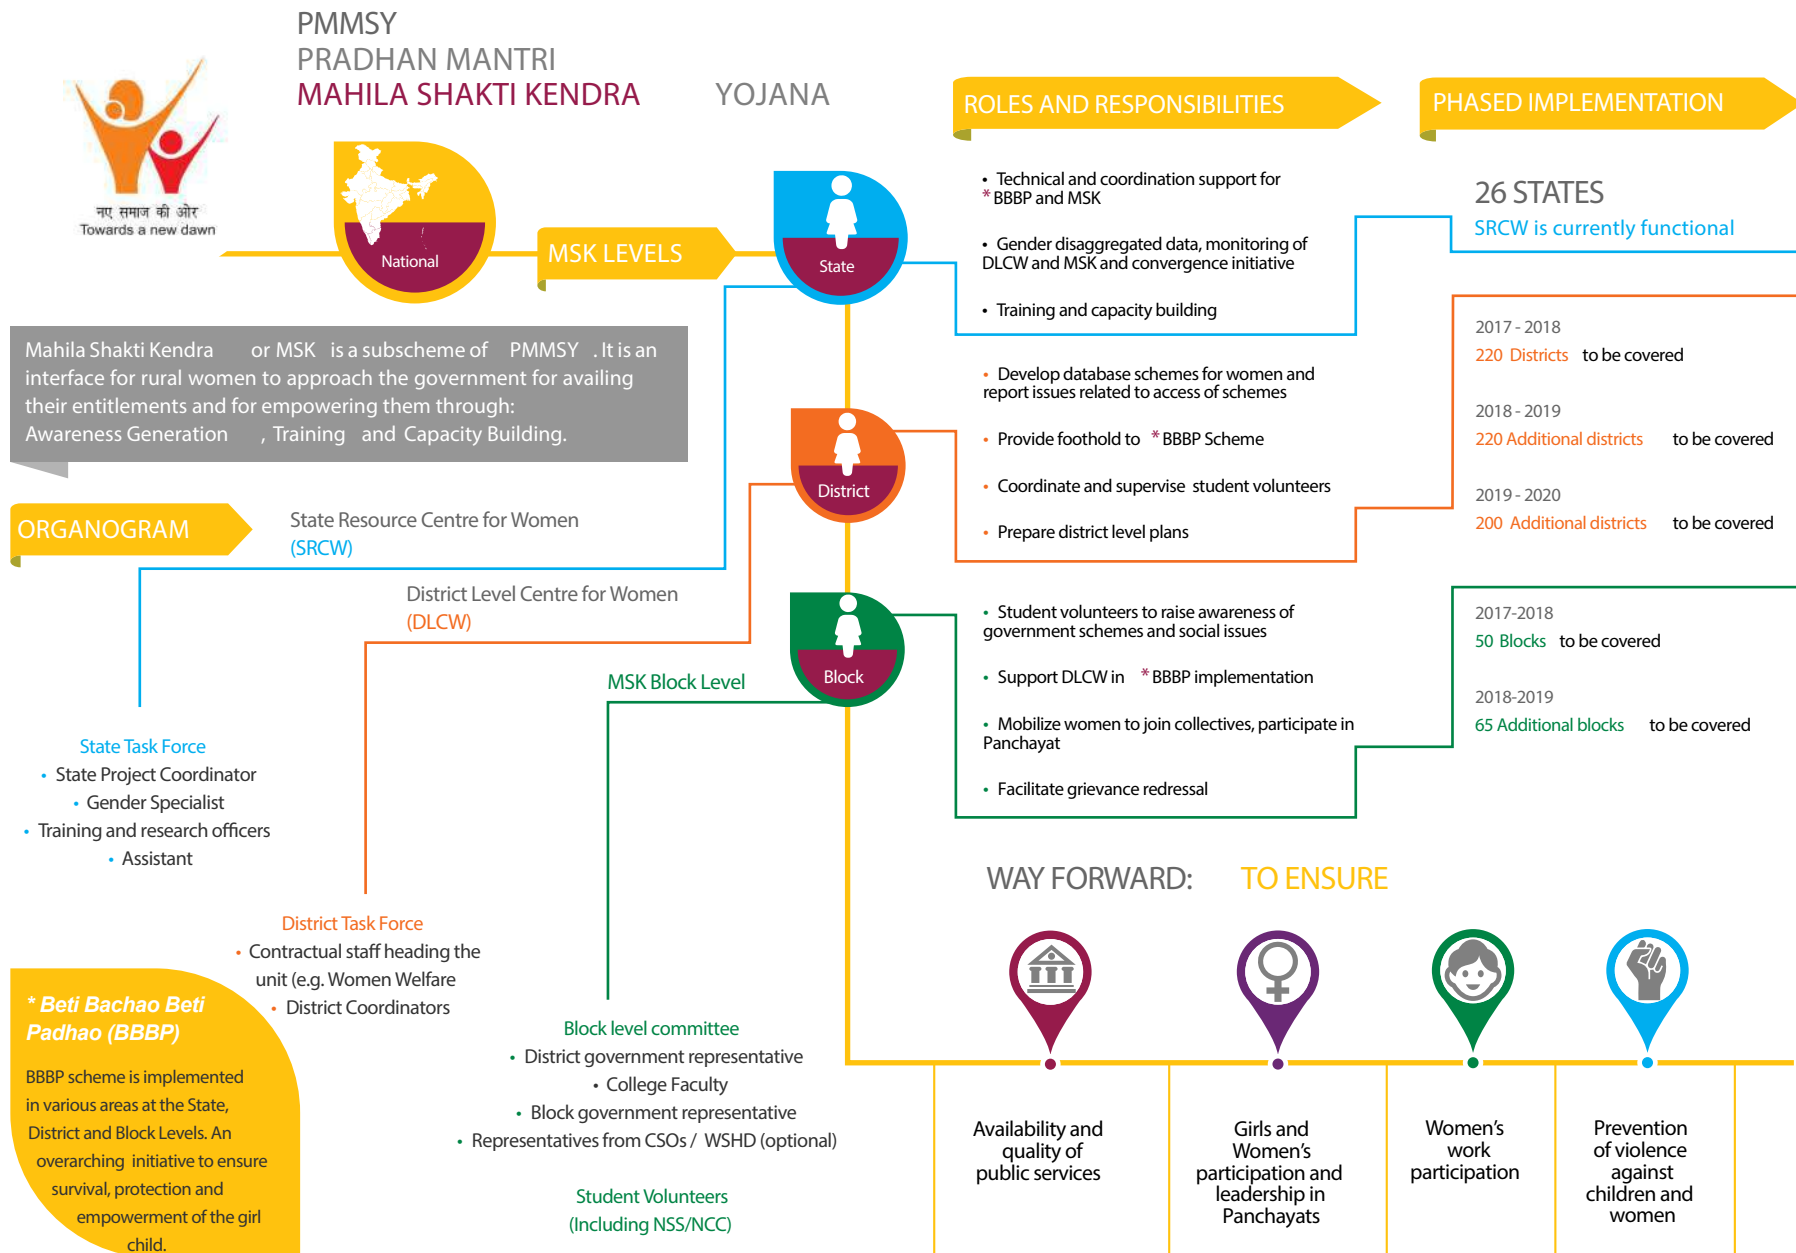 PMMSY
PRADHAN MANTRI
MAHILA SHAKTI KENDRA YOJANA
नए समाज की ओर
Towards a new dawn
National
MSK LEVELS
State
Mahila Shakti Kendra or MSK is a subscheme of PMMSY . It is an
interface for rural women to approach the government for availing
their entitlements and for empowering them through:
Awareness Generation , Training and Capacity Building.
District
Block
ORGANOGRAM
State Resource Centre for Women
(SRCW)
District Level Centre for Women
(DLCW)
MSK Block Level
State Task Force
• State Project Coordinator
• Gender Specialist
• Training and research officers
• Assistant
District Task Force
• Contractual staff heading the
unit (e.g. Women Welfare
• District Coordinators
Block level committee
• District government representative
• College Faculty
• Block government representative
• Representatives from CSOs / WSHD (optional)
Student Volunteers
(Including NSS/NCC)
* Beti Bachao Beti
Padhao (BBBP)
BBBP scheme is implemented
in various areas at the State,
District and Block Levels. An
overarching initiative to ensure
survival, protection and
empowerment of the girl
child.
ROLES AND RESPONSIBILITIES
• Technical and coordination support for
* BBBP and MSK
• Gender disaggregated data, monitoring of
DLCW and MSK and convergence initiative
• Training and capacity building
• Develop database schemes for women and
report issues related to access of schemes
• Provide foothold to * BBBP Scheme
• Coordinate and supervise student volunteers
• Prepare district level plans
• Student volunteers to raise awareness of
government schemes and social issues
• Support DLCW in * BBBP implementation
• Mobilize women to join collectives, participate in
Panchayat
• Facilitate grievance redressal
PHASED IMPLEMENTATION
26 STATES
SRCW is currently functional
2017 - 2018
220 Districts to be covered
2018 - 2019
220 Additional districts to be covered
2019 - 2020
200 Additional districts to be covered
2017-2018
50 Blocks to be covered
2018-2019
65 Additional blocks to be covered
WAY FORWARD: TO ENSURE
Availability and
quality of
public services
Girls and
Women's
participation and
leadership in
Panchayats
Women's
work
participation
Prevention
of violence
against
children and
women